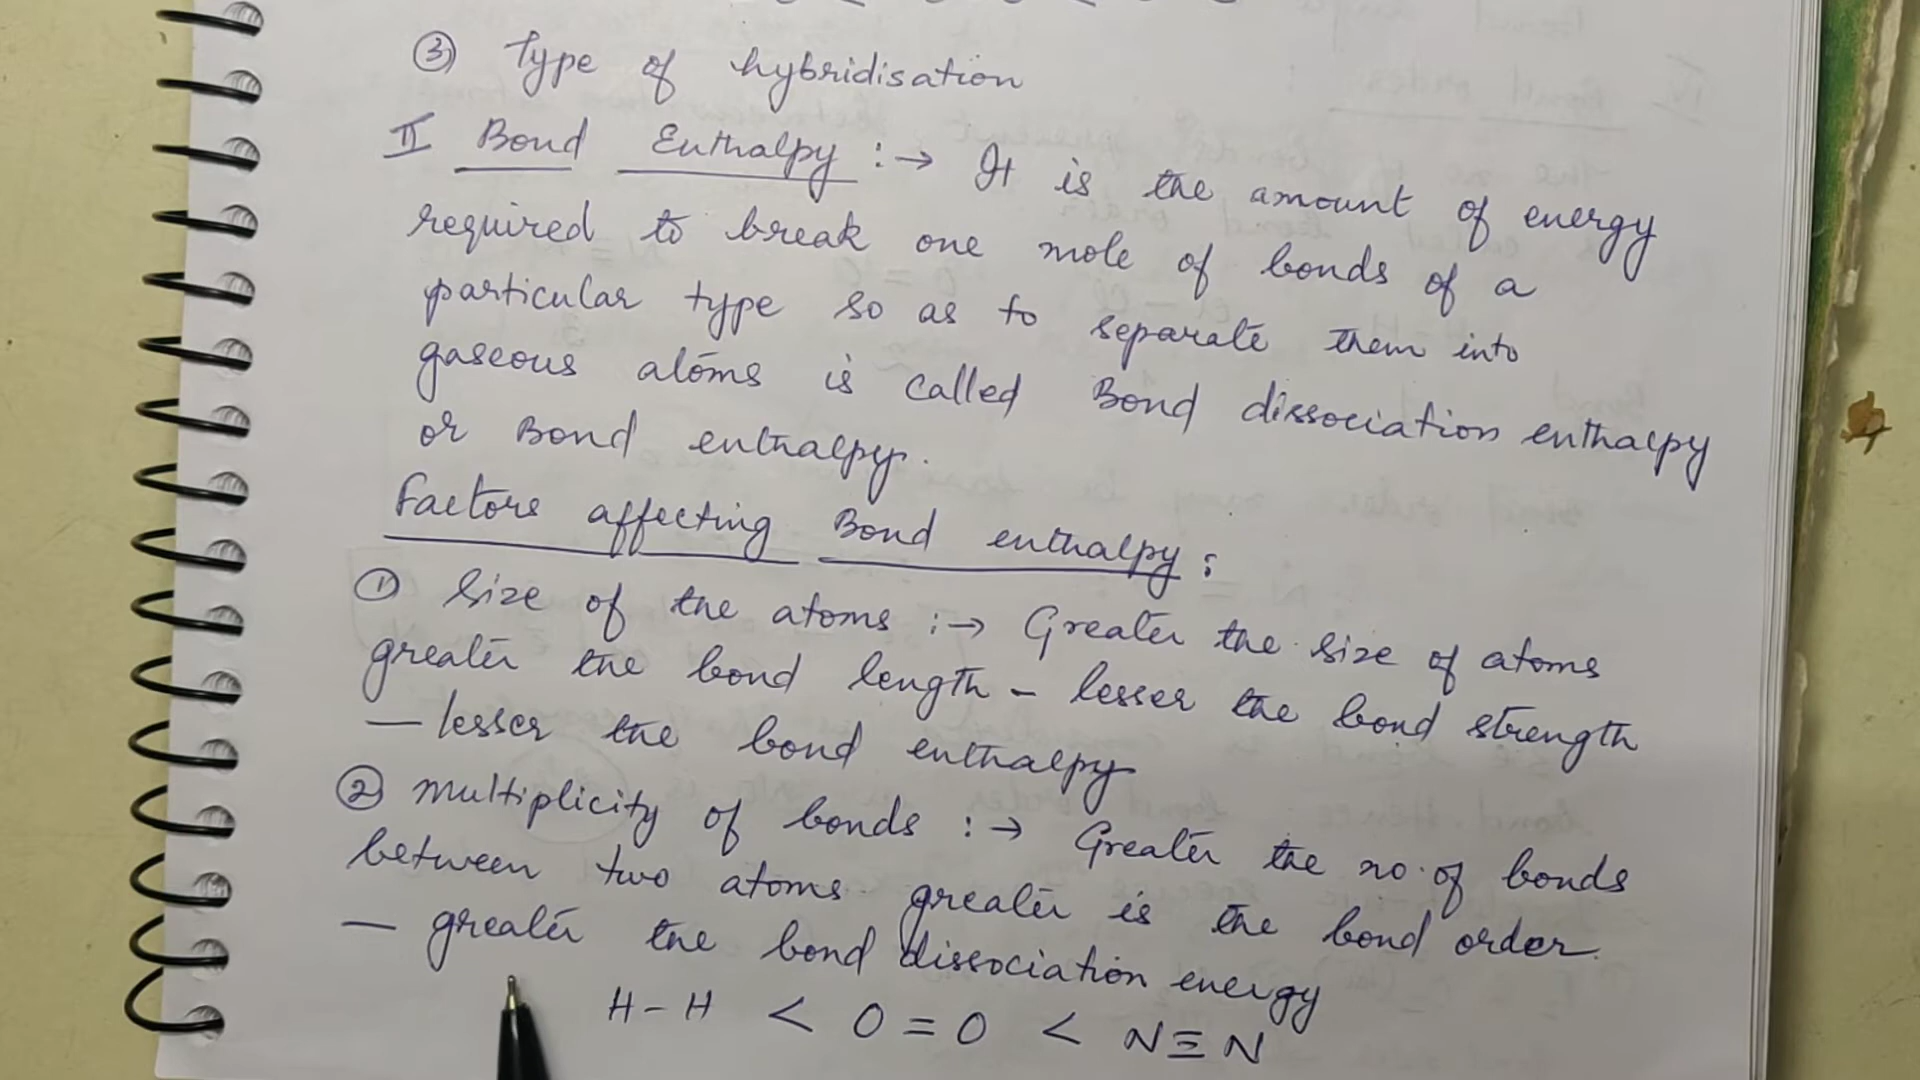 ③ Type of hybridisation
II Bond Enthalpy :→ It is the amount of energy
required to break one mole of bonds of a
particular type so as to separate them into
gaseous atoms is called Bond dissociation enthalpy
or Bond enthalpy.
Factors affecting Bond enthalpy :
① Size of the atoms :→ Greater the size of atoms
greater the bond length - lesser the bond strength
— lesser the bond enthalpy
② multiplicity of bonds :→ Greater the no. of bonds
between two atoms greater is the bond order.
— greater the bond dissociation energy
H-H < O=O < N≡N